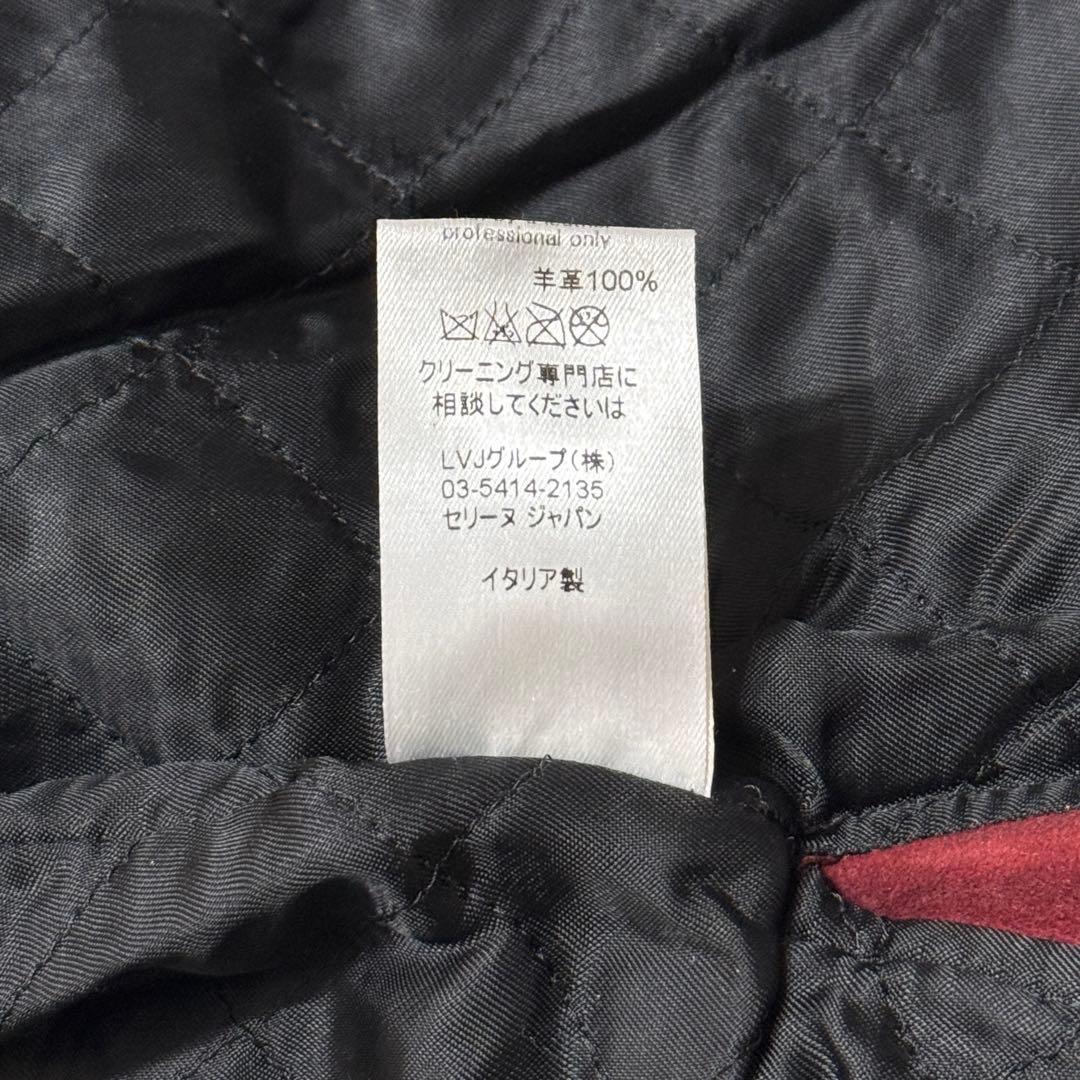 professional only
羊革100%
クリーニング専門店に
相談してくださいは
LVJグループ(株)
03-5414-2135
セリーヌ ジャパン
イタリア製